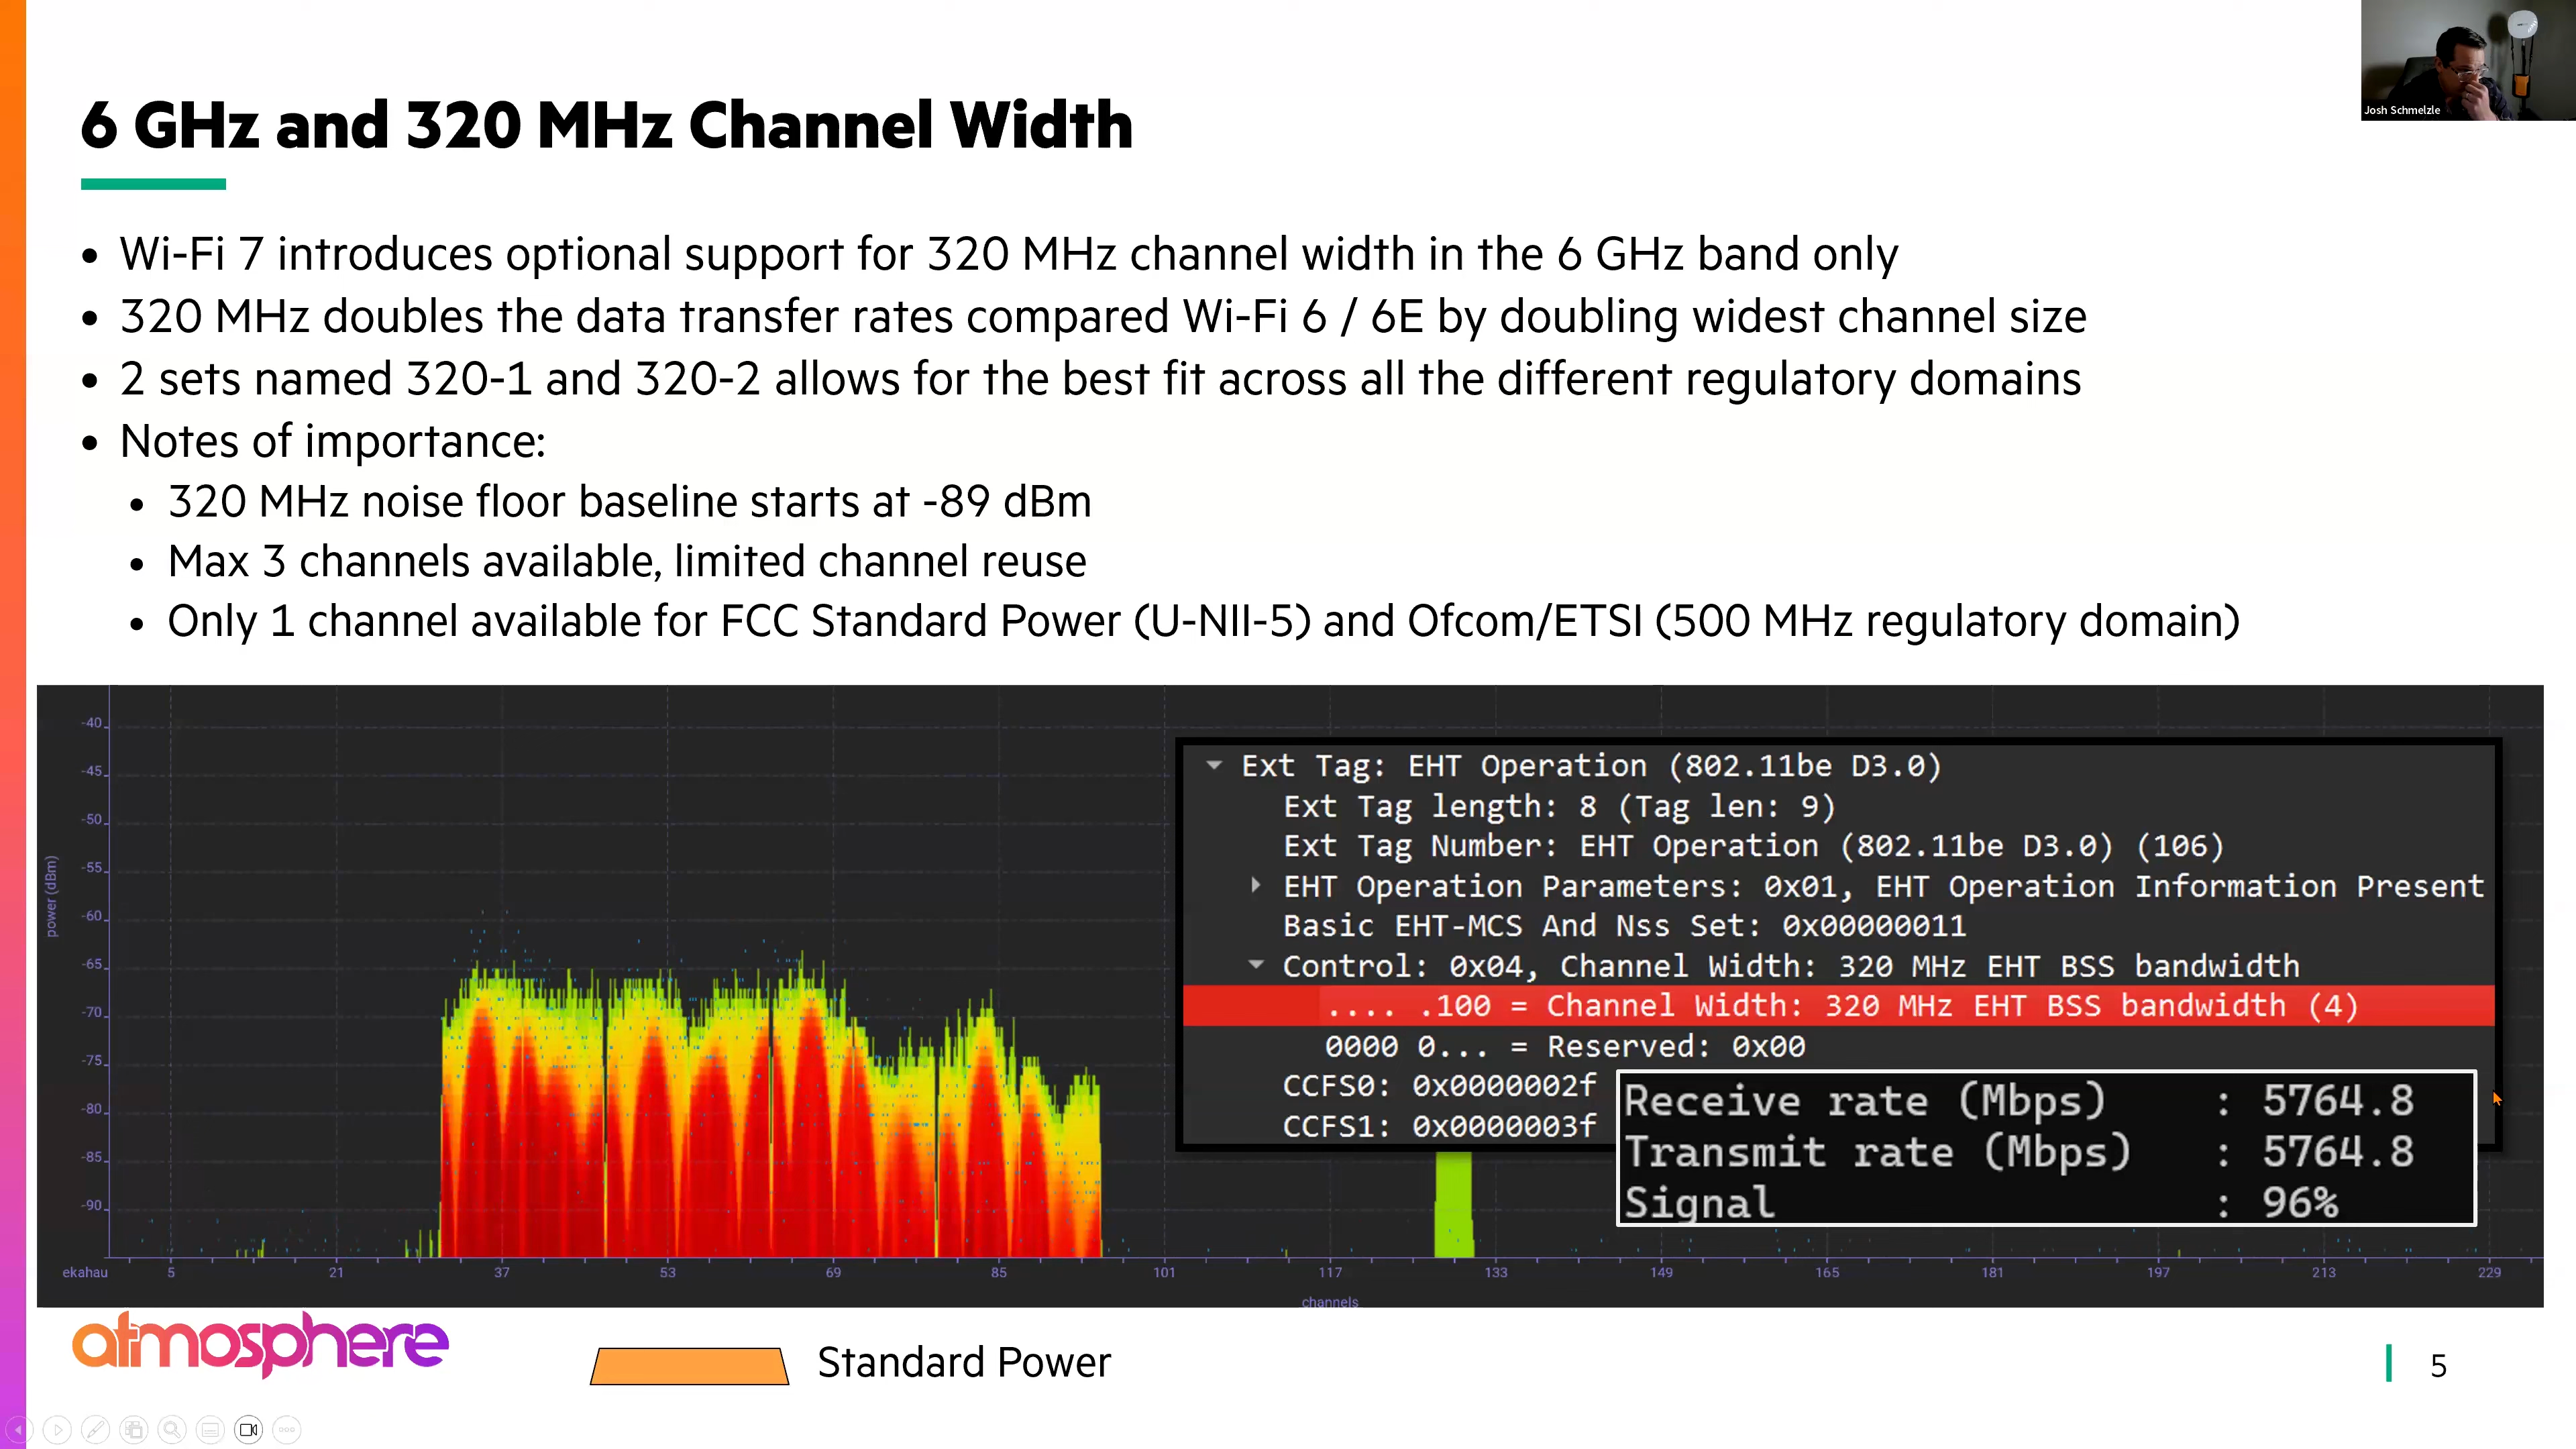 Josh Schmelzle
6 GHz and 320 MHz Channel Width
• Wi-Fi 7 introduces optional support for 320 MHz channel width in the 6 GHz band only
• 320 MHz doubles the data transfer rates compared Wi-Fi 6 / 6E by doubling widest channel size
• 2 sets named 320-1 and 320-2 allows for the best fit across all the different regulatory domains
• Notes of importance:
• 320 MHz noise floor baseline starts at -89 dBm
• Max 3 channels available, limited channel reuse
• Only 1 channel available for FCC Standard Power (U-NII-5) and Ofcom/ETSI (500 MHz regulatory domain)
-40
-45
-50
-55
-60
-65
-70
-75
-80
-85
-90
power (dBm)
Ext Tag: EHT Operation (802.11be D3.0)
Ext Tag length: 8 (Tag len: 9)
Ext Tag Number: EHT Operation (802.11be D3.0) (106)
EHT Operation Parameters: 0x01, EHT Operation Information Present
Basic EHT-MCS And Nss Set: 0x00000011
Control: 0x04, Channel Width: 320 MHz EHT BSS bandwidth
.... .100 = Channel Width: 320 MHz EHT BSS bandwidth (4)
0000 0... = Reserved: 0x00
CCFS0: 0x0000002f
CCFS1: 0x0000003f
Receive rate (Mbps) : 5764.8
Transmit rate (Mbps) : 5764.8
Signal : 96%
ekahau 5 21 37 53 69 85 101 117 133 149 165 181 197 213 229
channels
atmosphere
Standard Power
5